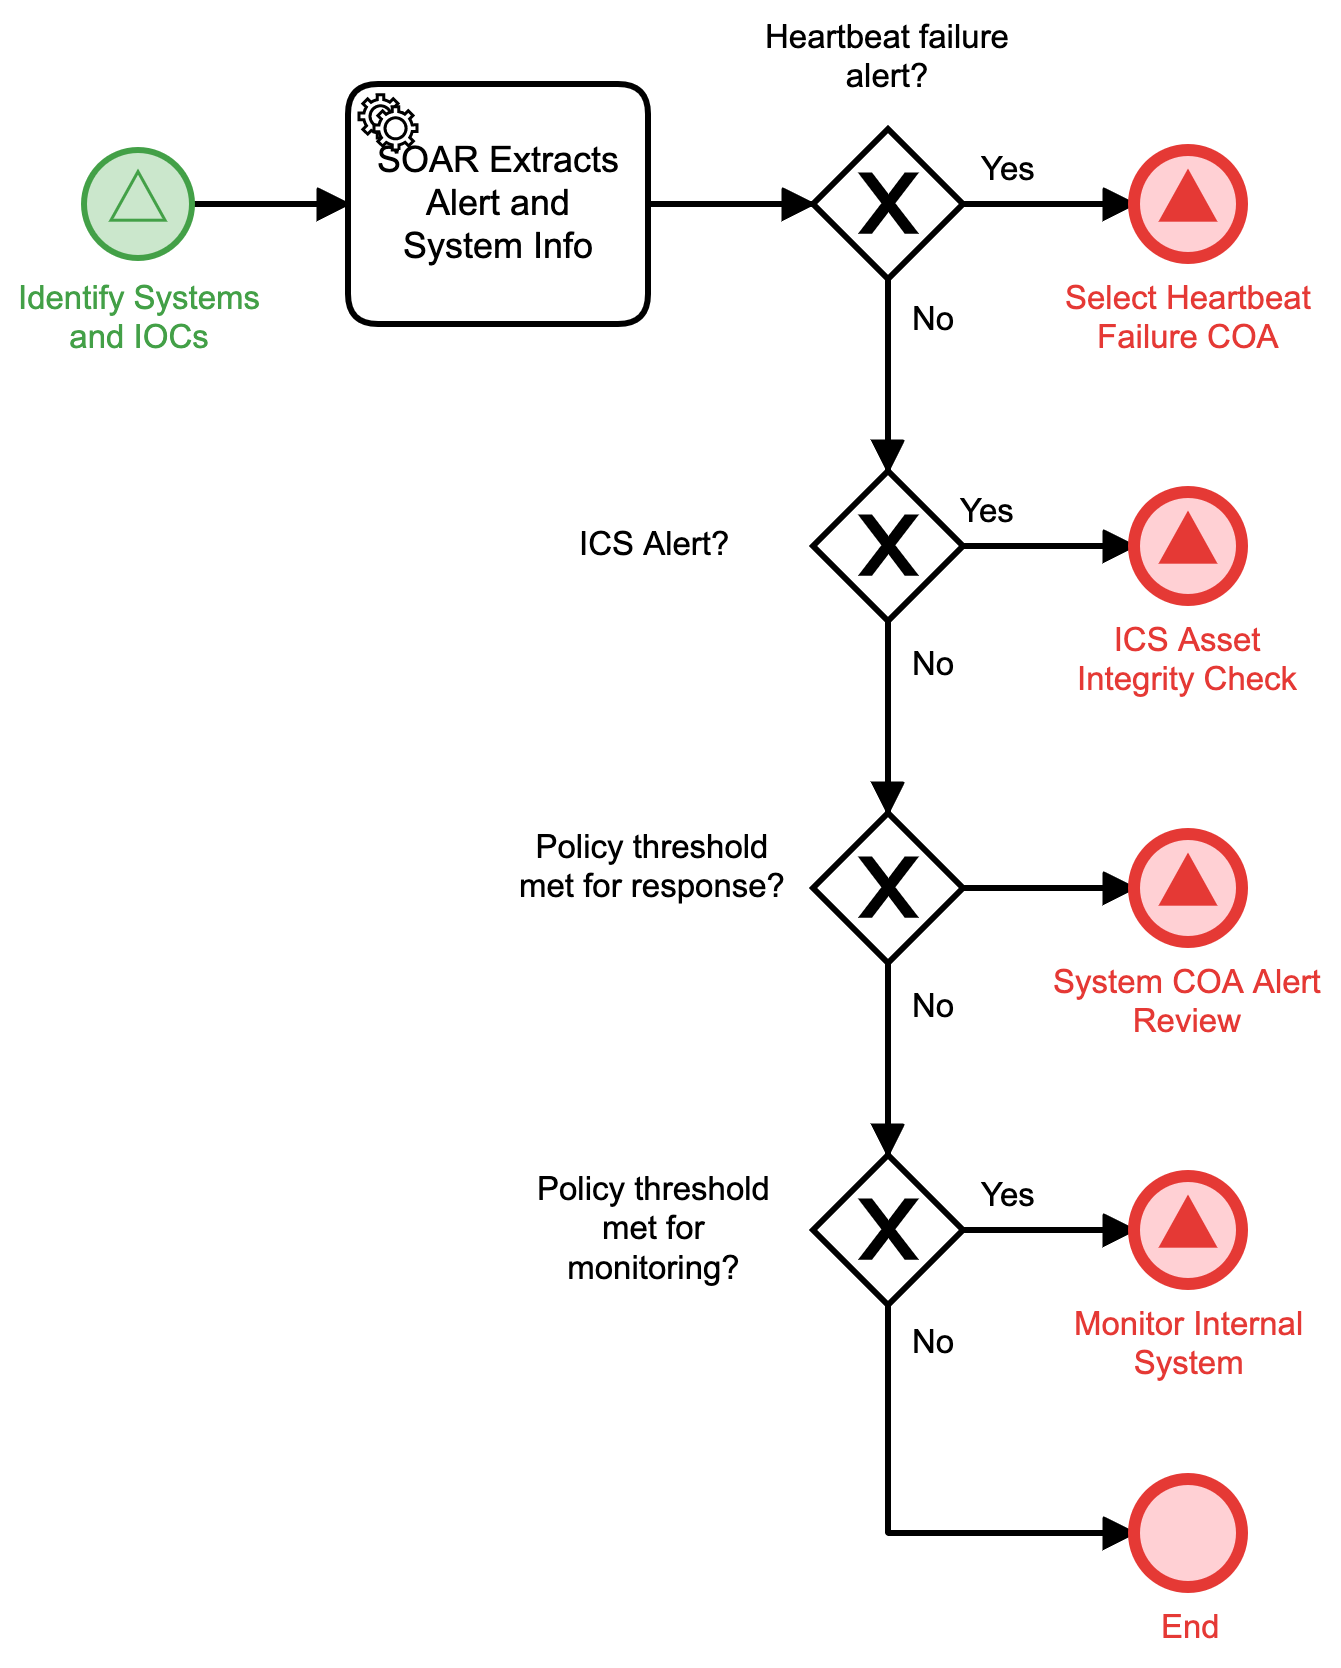 Heartbeat failure
alert?
SOAR Extracts
Alert and
System Info
Yes
Identify Systems
and IOCs
Select Heartbeat
Failure COA
No
ICS Alert?
Yes
ICS Asset
Integrity Check
No
Policy threshold
met for response?
System COA Alert
Review
No
Policy threshold
met for
monitoring?
Yes
Monitor Internal
System
No
End